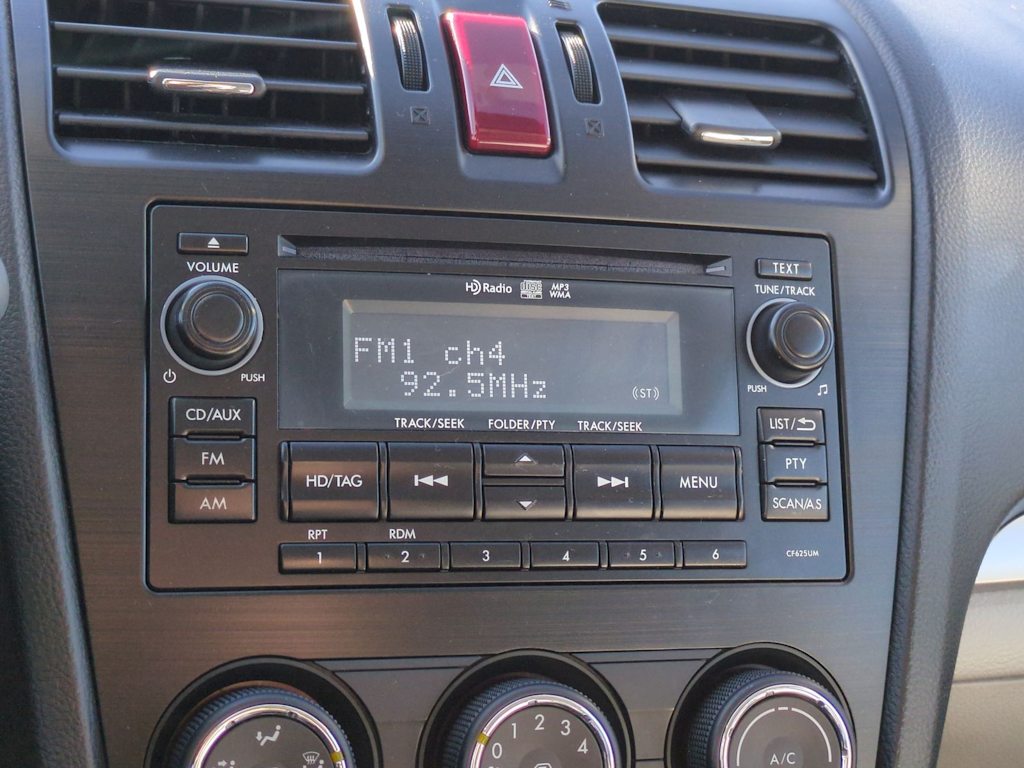 VOLUME
PUSH
HD Radio
disc
MP3
WMA
TEXT
TUNE/TRACK
PUSH
FM1 ch4
92.5MHz
((ST))
TRACK/SEEK FOLDER/PTY TRACK/SEEK
CD/AUX
FM
AM
HD/TAG
MENU
LIST/
PTY
SCAN/A.S
RPT RDM
1 2 3 4 5 6
CF625UM
0 1 2 3 4
A/C